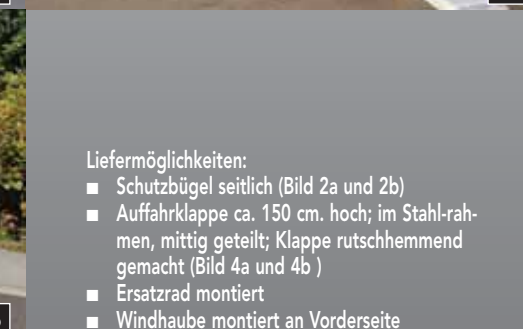 Liefermöglichkeiten:
■ Schutzbügel seitlich (Bild 2a und 2b)
■ Auffahrklappe ca. 150 cm. hoch; im Stahl-rah-
men, mittig geteilt; Klappe rutschhemmend
gemacht (Bild 4a und 4b )
■ Ersatzrad montiert
■ Windhaube montiert an Vorderseite